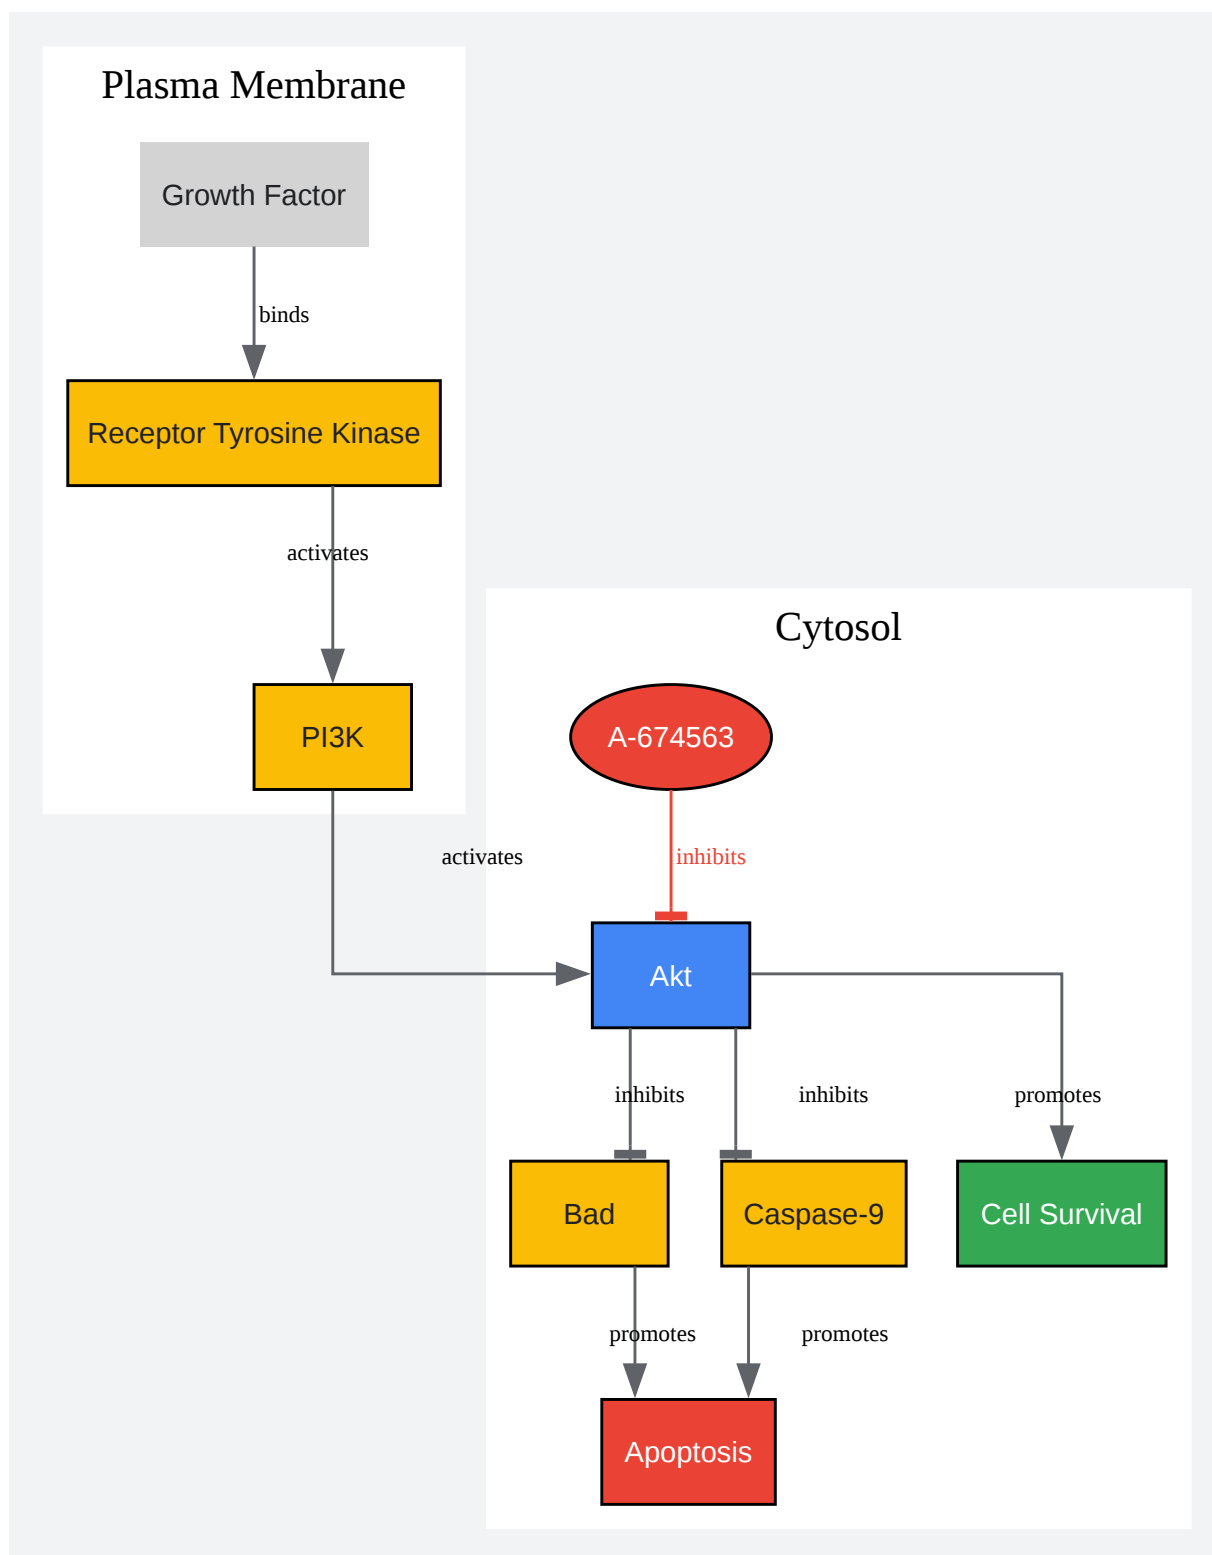 Plasma Membrane
Growth Factor
binds
Receptor Tyrosine Kinase
activates
Cytosol
PI3K
A-674563
activates
inhibits
Akt
inhibits
inhibits
promotes
Bad
Caspase-9
Cell Survival
promotes
promotes
Apoptosis